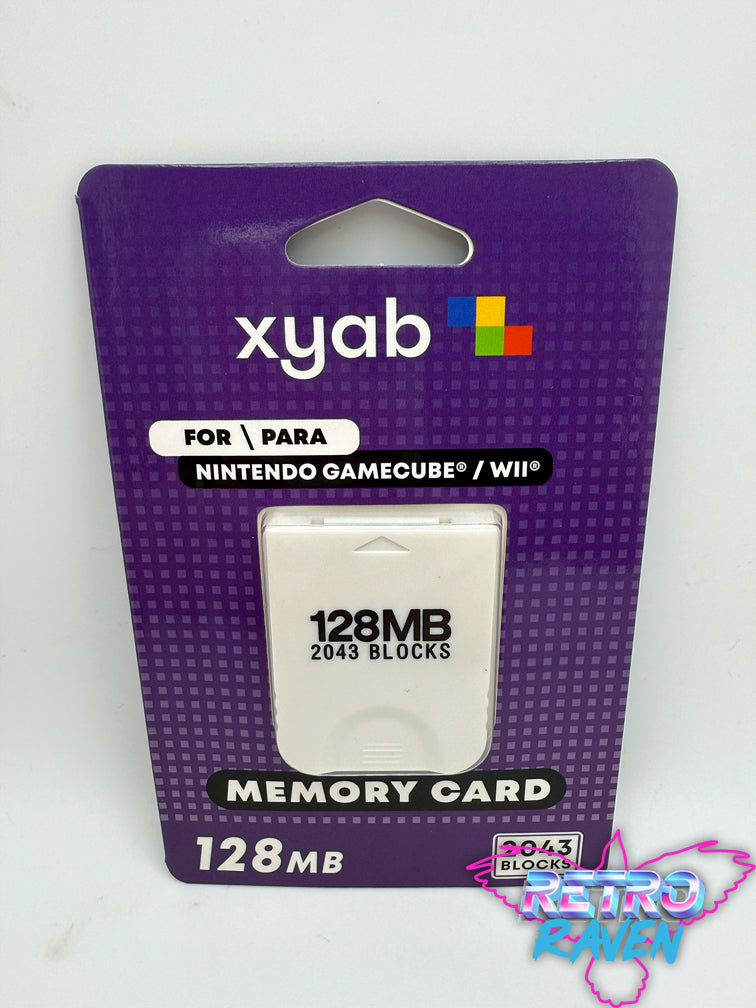 xyab
FOR \ PARA
NINTENDO GAMECUBE® / WII®
128MB
2043 BLOCKS
MEMORY CARD
128MB
2043
BLOCKS
RETRO
RAVEN